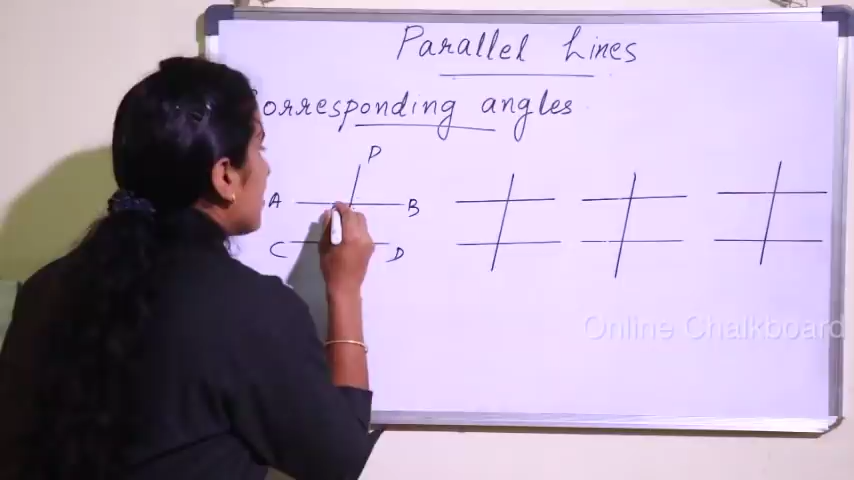 Parallel Lines
orresponding angles
P
A B
C D
Online Chalkboard